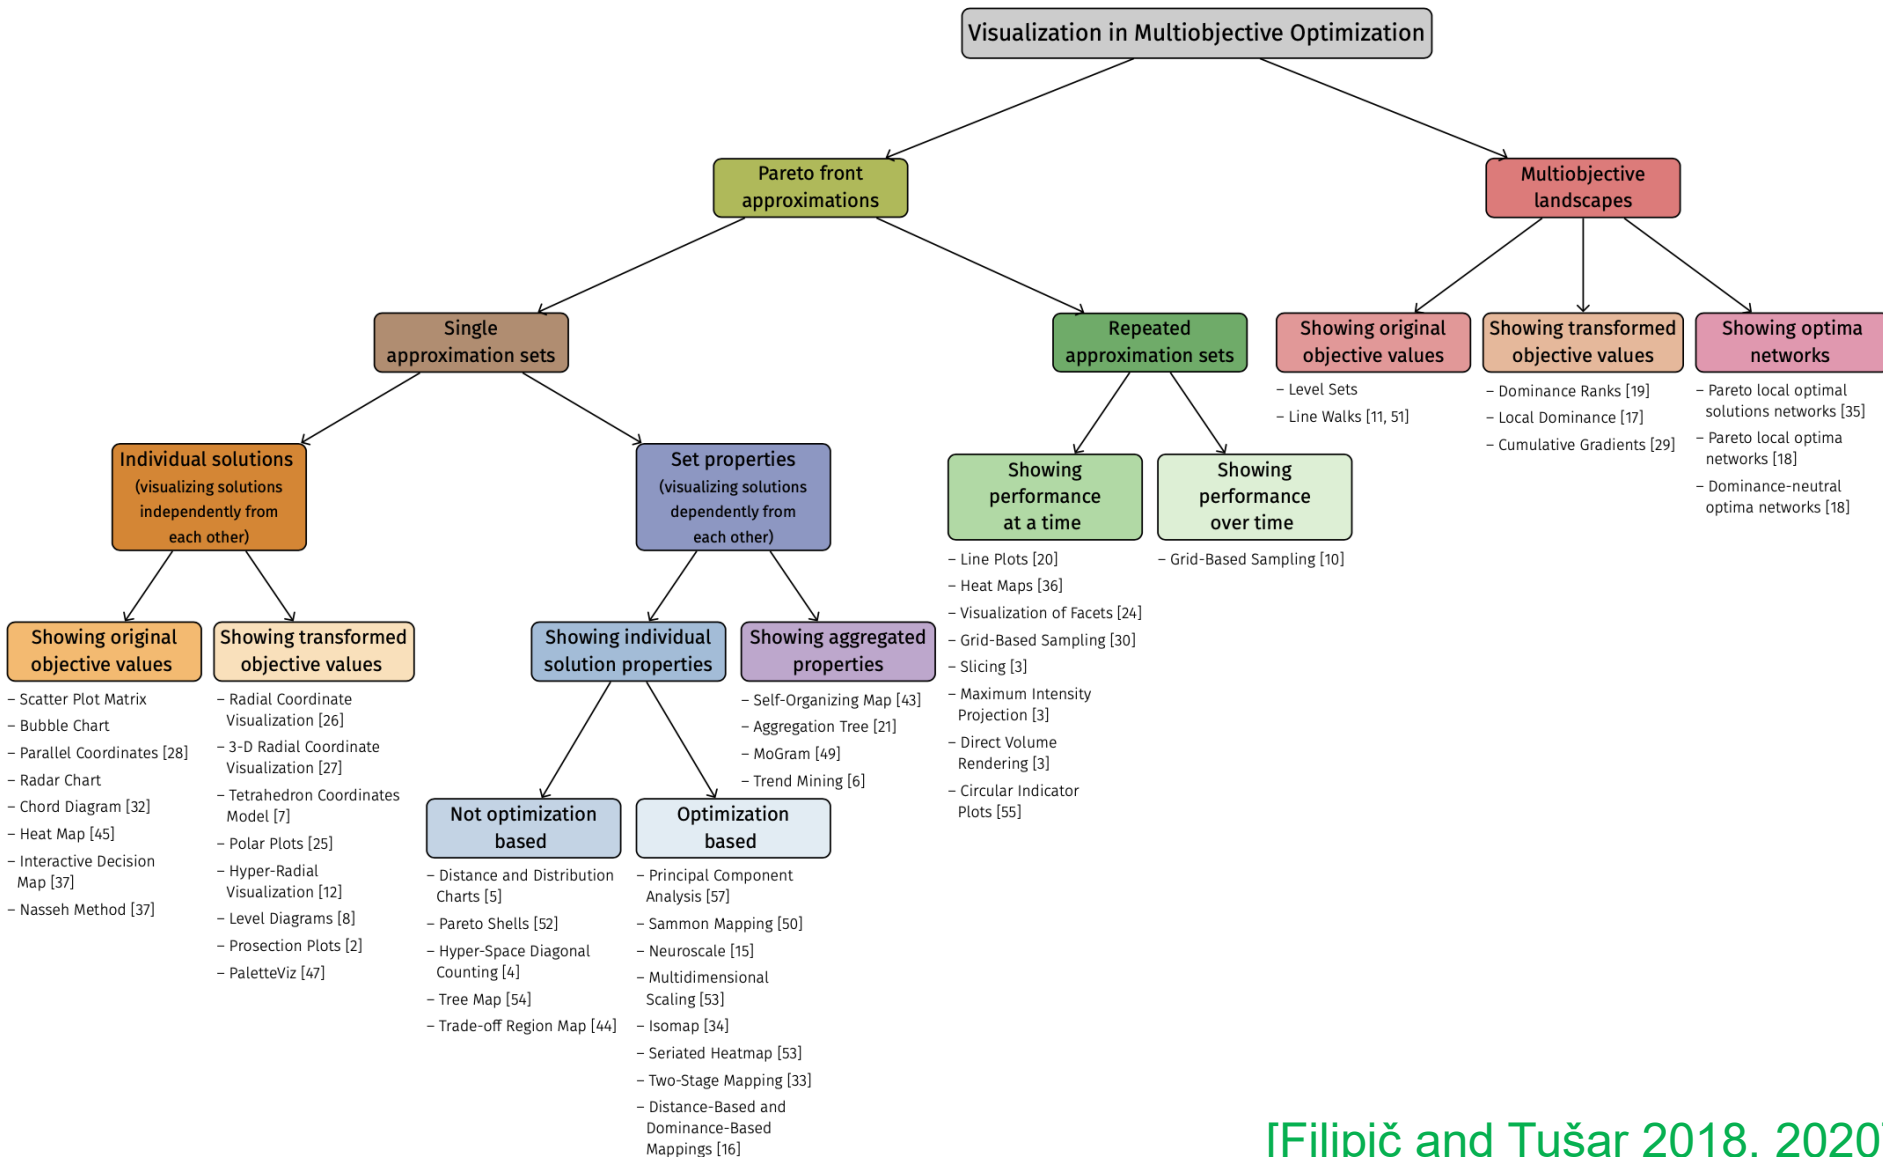 Visualization in Multiobjective Optimization
Pareto front
approximations
Multiobjective
landscapes
Single
approximation sets
Repeated
approximation sets
Showing original
objective values
– Level Sets
– Line Walks [11, 51]
Showing transformed
objective values
– Dominance Ranks [19]
– Local Dominance [17]
– Cumulative Gradients [29]
Showing optima
networks
– Pareto local optimal
solutions networks [35]
– Pareto local optima
networks [18]
– Dominance-neutral
optima networks [18]
Individual solutions
(visualizing solutions
independently from
each other)
Set properties
(visualizing solutions
dependently from
each other)
Showing
performance
at a time
– Line Plots [20]
– Heat Maps [36]
– Visualization of Facets [24]
– Grid-Based Sampling [30]
– Slicing [3]
– Maximum Intensity
Projection [3]
– Direct Volume
Rendering [3]
– Circular Indicator
Plots [55]
Showing
performance
over time
– Grid-Based Sampling [10]
Showing original
objective values
– Scatter Plot Matrix
– Bubble Chart
– Parallel Coordinates [28]
– Radar Chart
– Chord Diagram [32]
– Heat Map [45]
– Interactive Decision
Map [37]
– Nasseh Method [37]
Showing transformed
objective values
– Radial Coordinate
Visualization [26]
– 3-D Radial Coordinate
Visualization [27]
– Tetrahedron Coordinates
Model [7]
– Polar Plots [25]
– Hyper-Radial
Visualization [12]
– Level Diagrams [8]
– Prosection Plots [2]
– PaletteViz [47]
Showing individual
solution properties
Showing aggregated
properties
– Self-Organizing Map [43]
– Aggregation Tree [21]
– MoGram [49]
– Trend Mining [6]
Not optimization
based
– Distance and Distribution
Charts [5]
– Pareto Shells [52]
– Hyper-Space Diagonal
Counting [4]
– Tree Map [54]
– Trade-off Region Map [44]
Optimization
based
– Principal Component
Analysis [57]
– Sammon Mapping [50]
– Neuroscale [15]
– Multidimensional
Scaling [53]
– Isomap [34]
– Seriated Heatmap [53]
– Two-Stage Mapping [33]
– Distance-Based and
Dominance-Based
Mappings [16]
[Filipič and Tušar 2018, 2020]